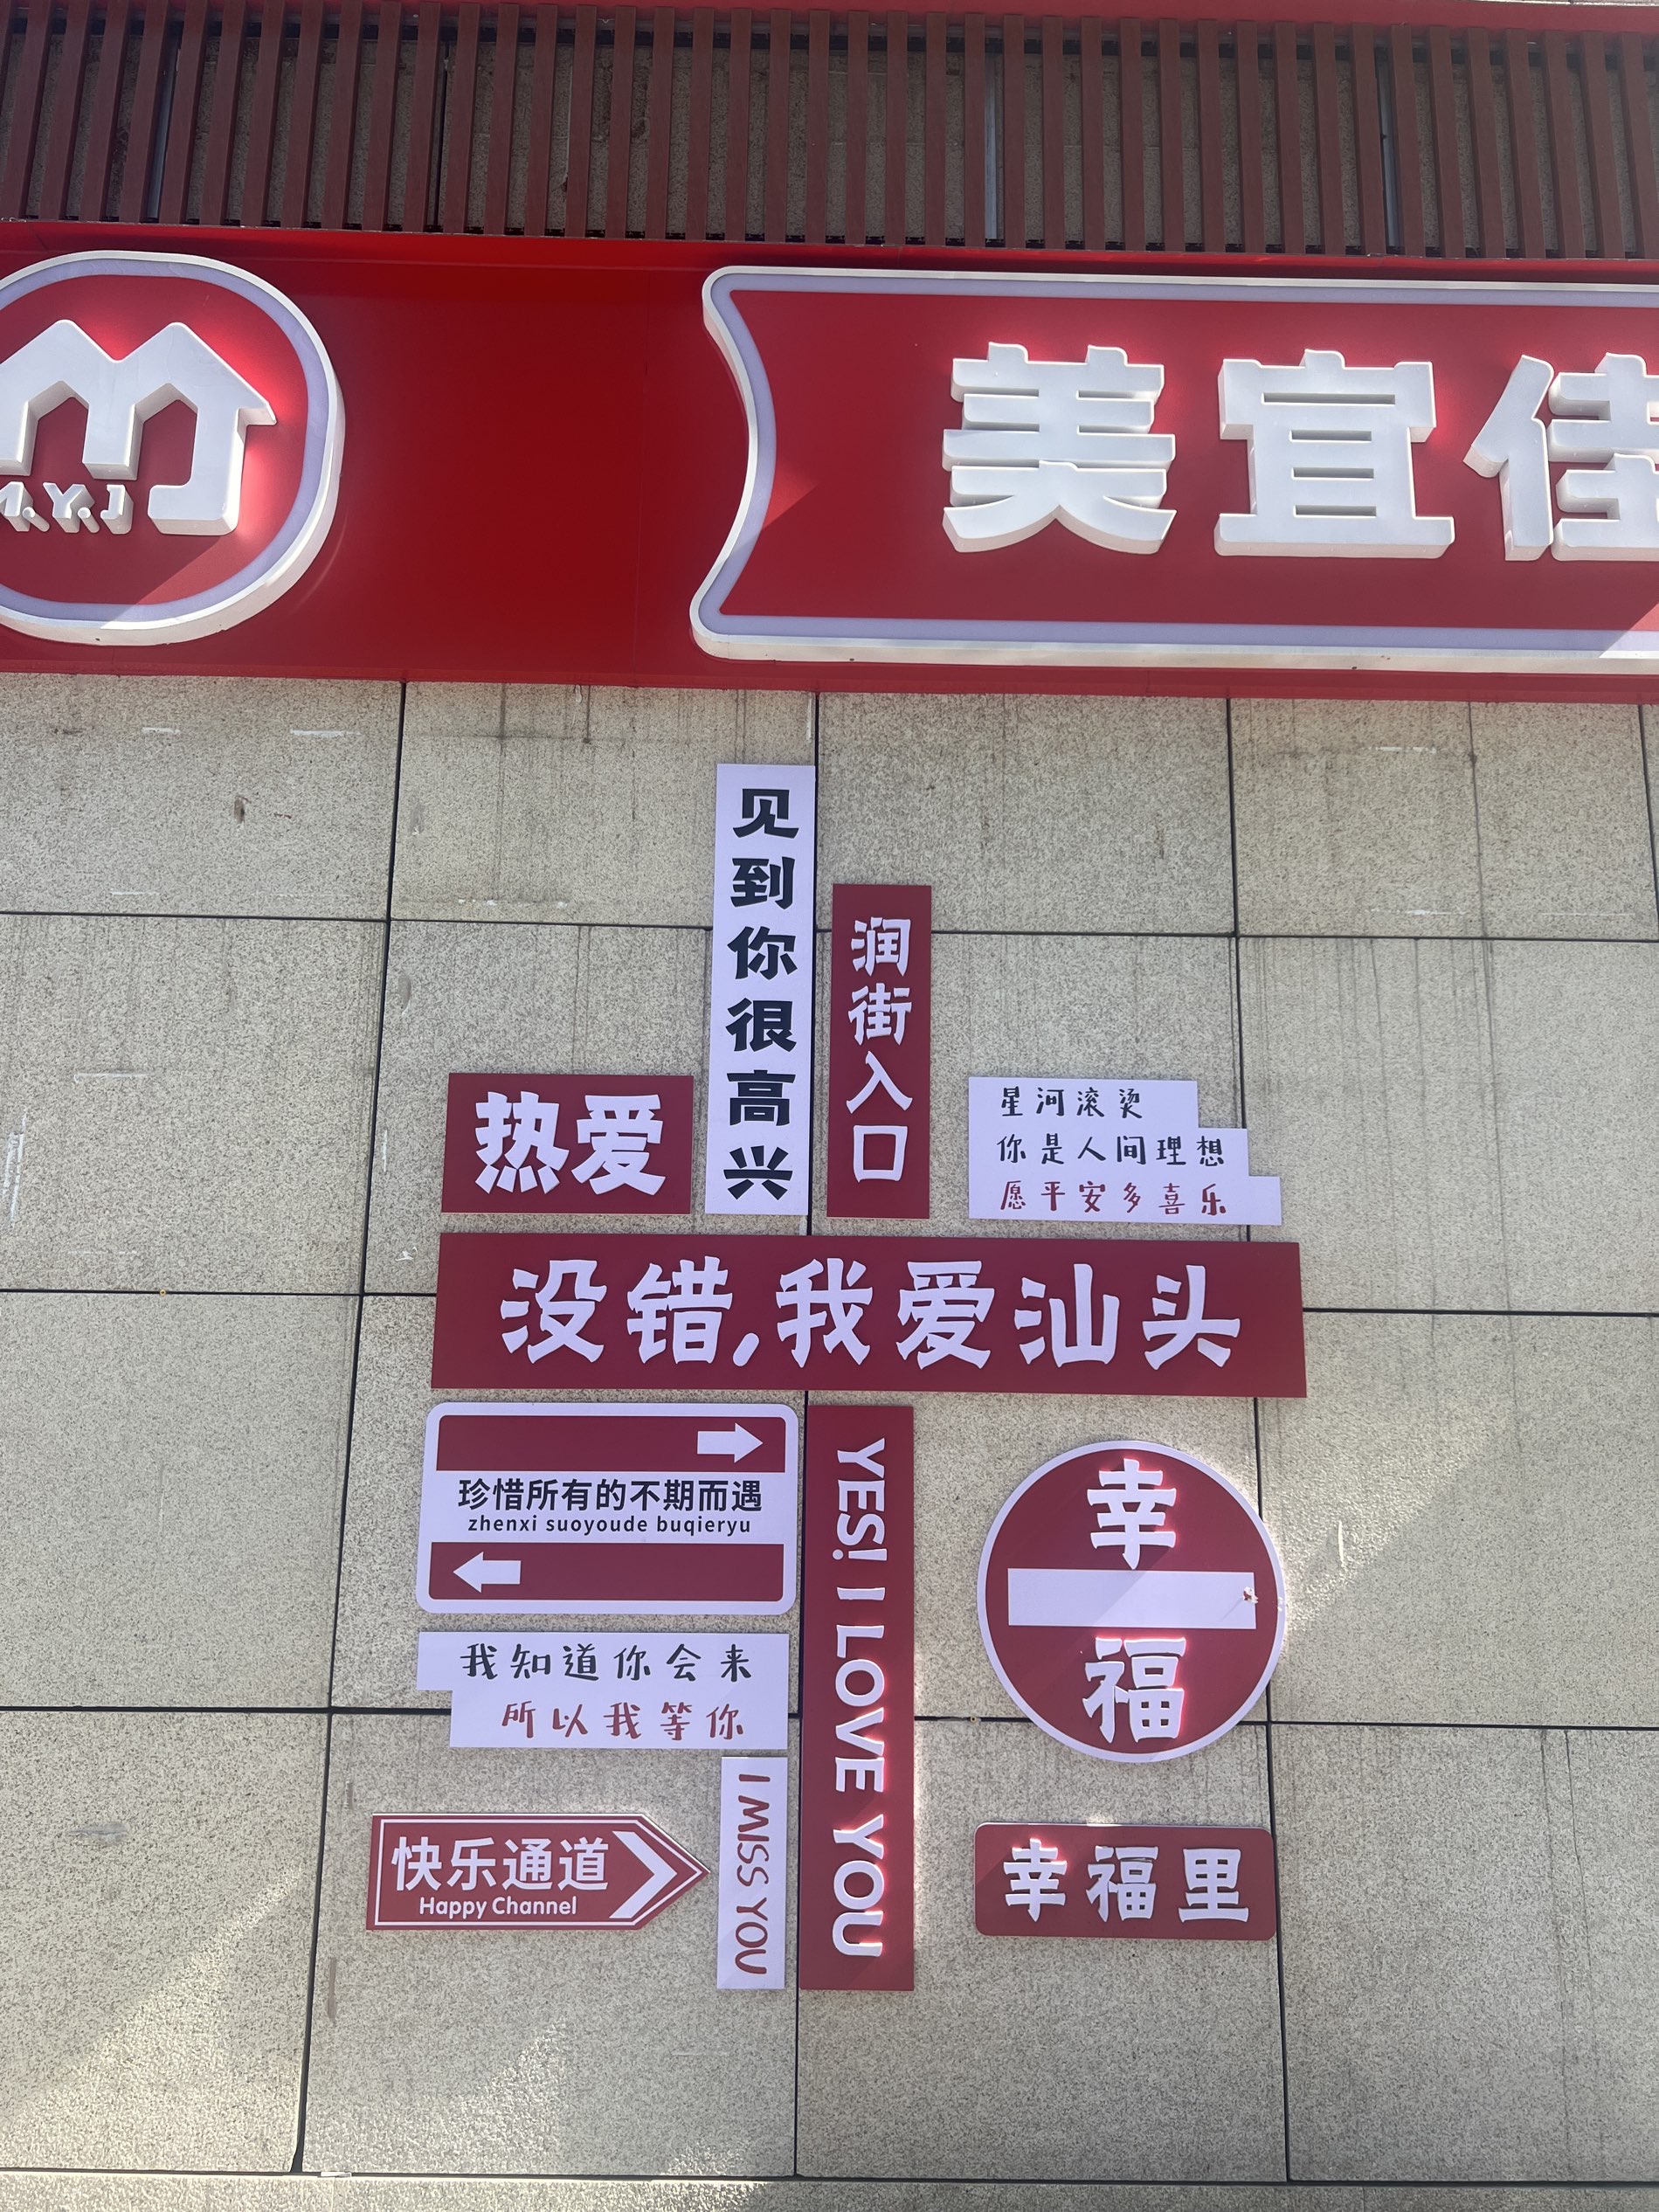 M.Y.J
美宜佳
见到你很高兴
润街入口
热爱
星河滚烫
你是人间理想
愿平安多喜乐
没错,我爱汕头
珍惜所有的不期而遇
zhenxi suoyoude buqieryu
YES! I LOVE YOU
幸
福
我知道你会来
所以我等你
I MISS YOU
快乐通道
Happy Channel
幸福里